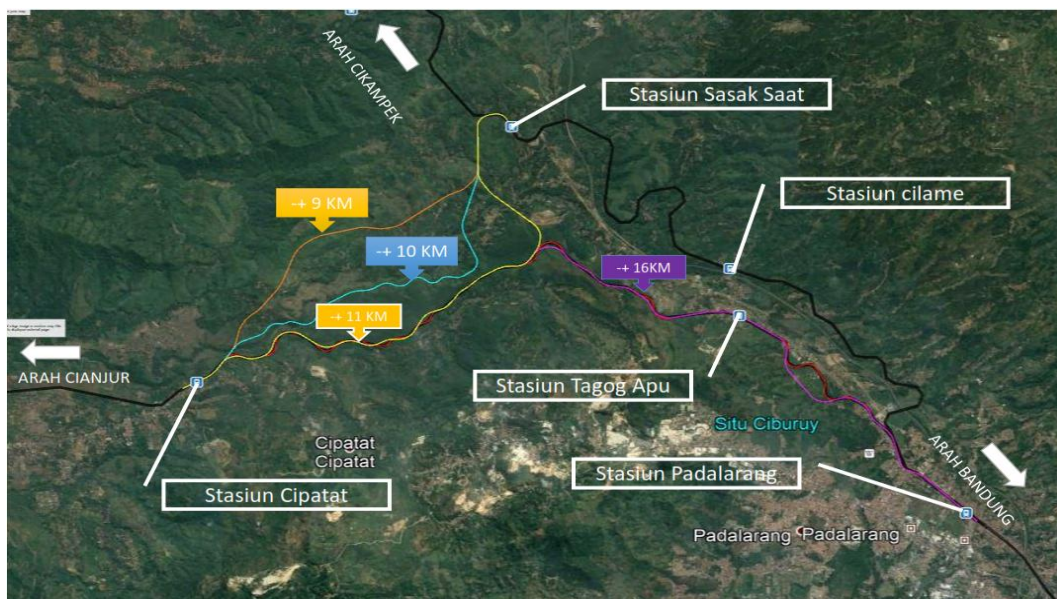 ARAH CIKAMPEK
Stasiun Sasak Saat
Stasiun cilame
-+ 9 KM
-+ 10 KM
-+ 16KM
-+ 11 KM
ARAH CIANJUR
Stasiun Tagog Apu
Situ Ciburuy
Cipatat
Cipatat
Stasiun Padalarang
ARAH BANDUNG
Stasiun Cipatat
Padalarang
Padalarang